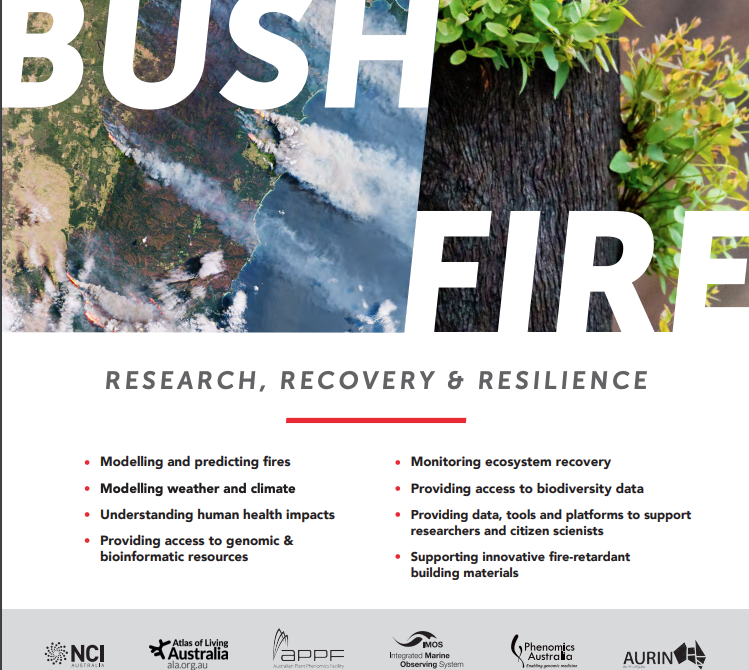 BUSH
FIRE
RESEARCH, RECOVERY & RESILIENCE
• Modelling and predicting fires
• Modelling weather and climate
• Understanding human health impacts
• Providing access to genomic &
bioinformatic resources
• Monitoring ecosystem recovery
• Providing access to biodiversity data
• Providing data, tools and platforms to support
researchers and citizen scienists
• Supporting innovative fire-retardant
building materials
NCI
AUSTRALIA
Atlas of Living
Australia
ala.org.au
APPF
Australian Plant Phenomics Facility
IMOS
Integrated Marine
Observing System
Phenomics
Australia
Enabling genomic medicine
AURIN